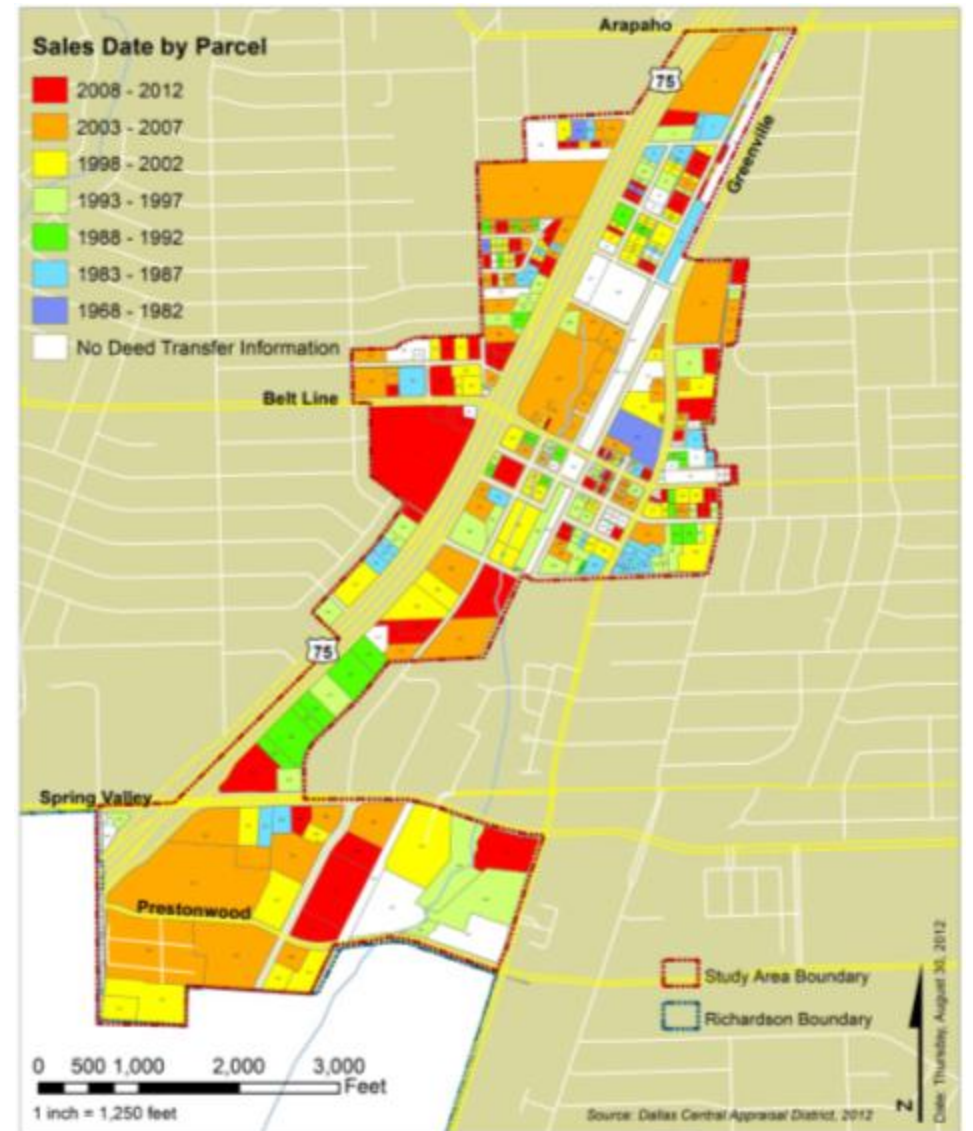 Arapaho
Sales Date by Parcel
75
2008 - 2012
2003 - 2007
1998 - 2002
1993 - 1997
1988 - 1992
1983 - 1987
1968 - 1982
No Deed Transfer Information
Greenville
Belt Line
75
Spring Valley
Prestonwood
Study Area Boundary
Richardson Boundary
0 500 1,000 2,000 3,000
Feet
1 inch = 1,250 feet
Source: Dallas Central Appraisal District, 2012
N
Date: Thursday, August 30, 2012